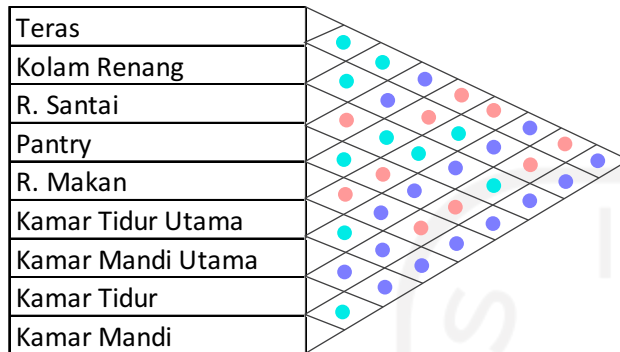 Teras
Kolam Renang
R. Santai
Pantry
R. Makan
Kamar Tidur Utama
Kamar Mandi Utama
Kamar Tidur
Kamar Mandi